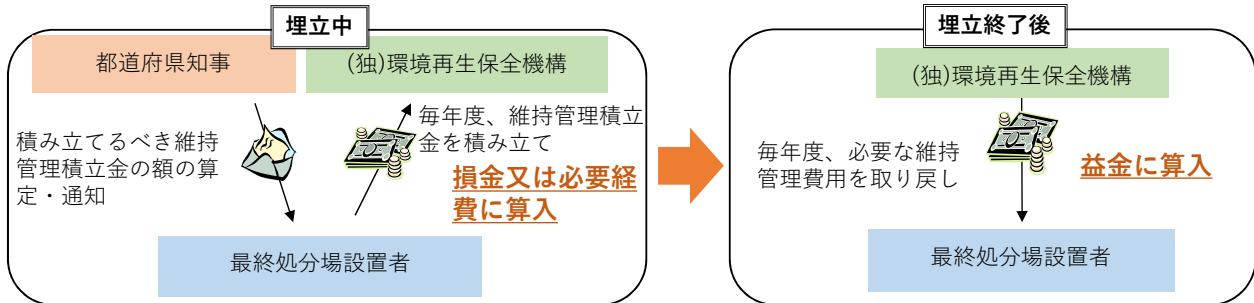 埋立中
都道府県知事
(独)環境再生保全機構
積み立てるべき維持
管理積立金の額の算
定・通知
毎年度、維持管理積立
金を積み立て
損金又は必要経
費に算入
最終処分場設置者
埋立終了後
(独)環境再生保全機構
毎年度、必要な維持
管理費用を取り戻し
益金に算入
最終処分場設置者